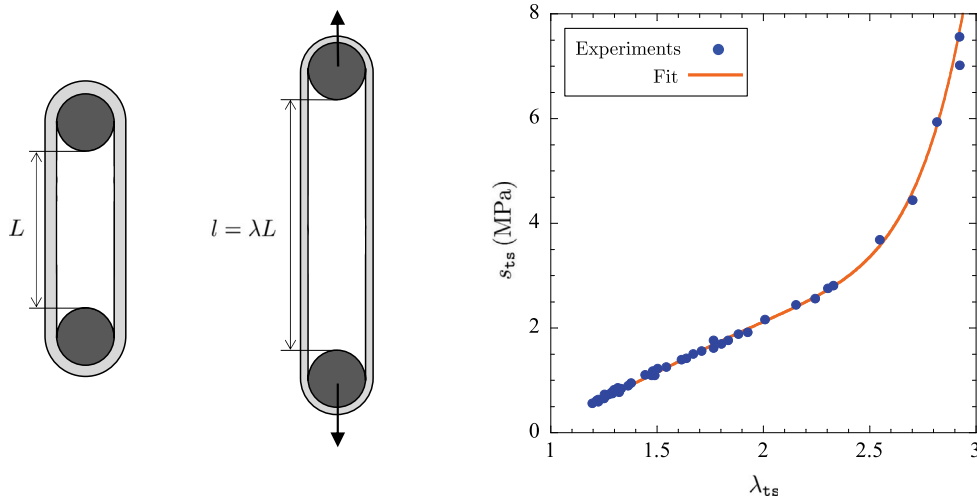 L
l = λL
Experiments
Fit
s_ts (MPa)
8
6
4
2
0
1 1.5 2 2.5 3
λ_ts